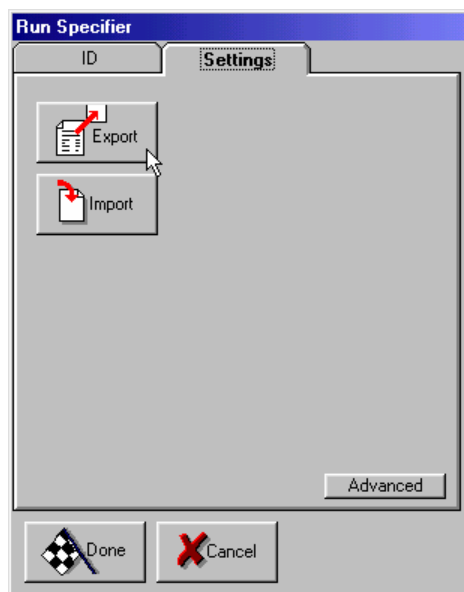 Run Specifier
ID Settings
Export
Import
Advanced
Done Cancel